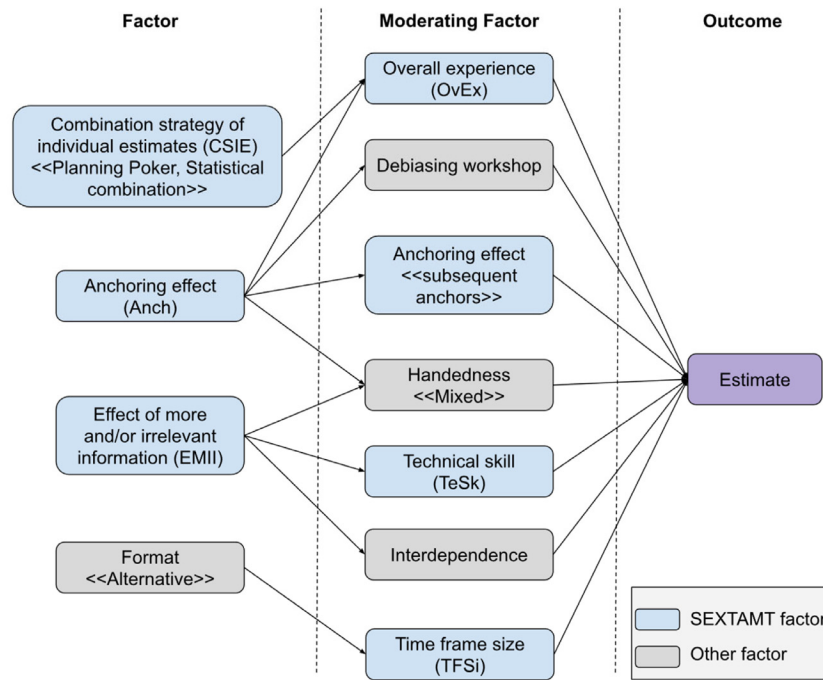 Factor
Moderating Factor
Outcome
Combination strategy of
individual estimates (CSIE)
<<Planning Poker, Statistical
combination>>
Anchoring effect
(Anch)
Effect of more
and/or irrelevant
information (EMII)
Format
<<Alternative>>
Overall experience
(OvEx)
Debiasing workshop
Anchoring effect
<<subsequent
anchors>>
Handedness
<<Mixed>>
Technical skill
(TeSk)
Interdependence
Time frame size
(TFSi)
Estimate
SEXTAMT factor
Other factor